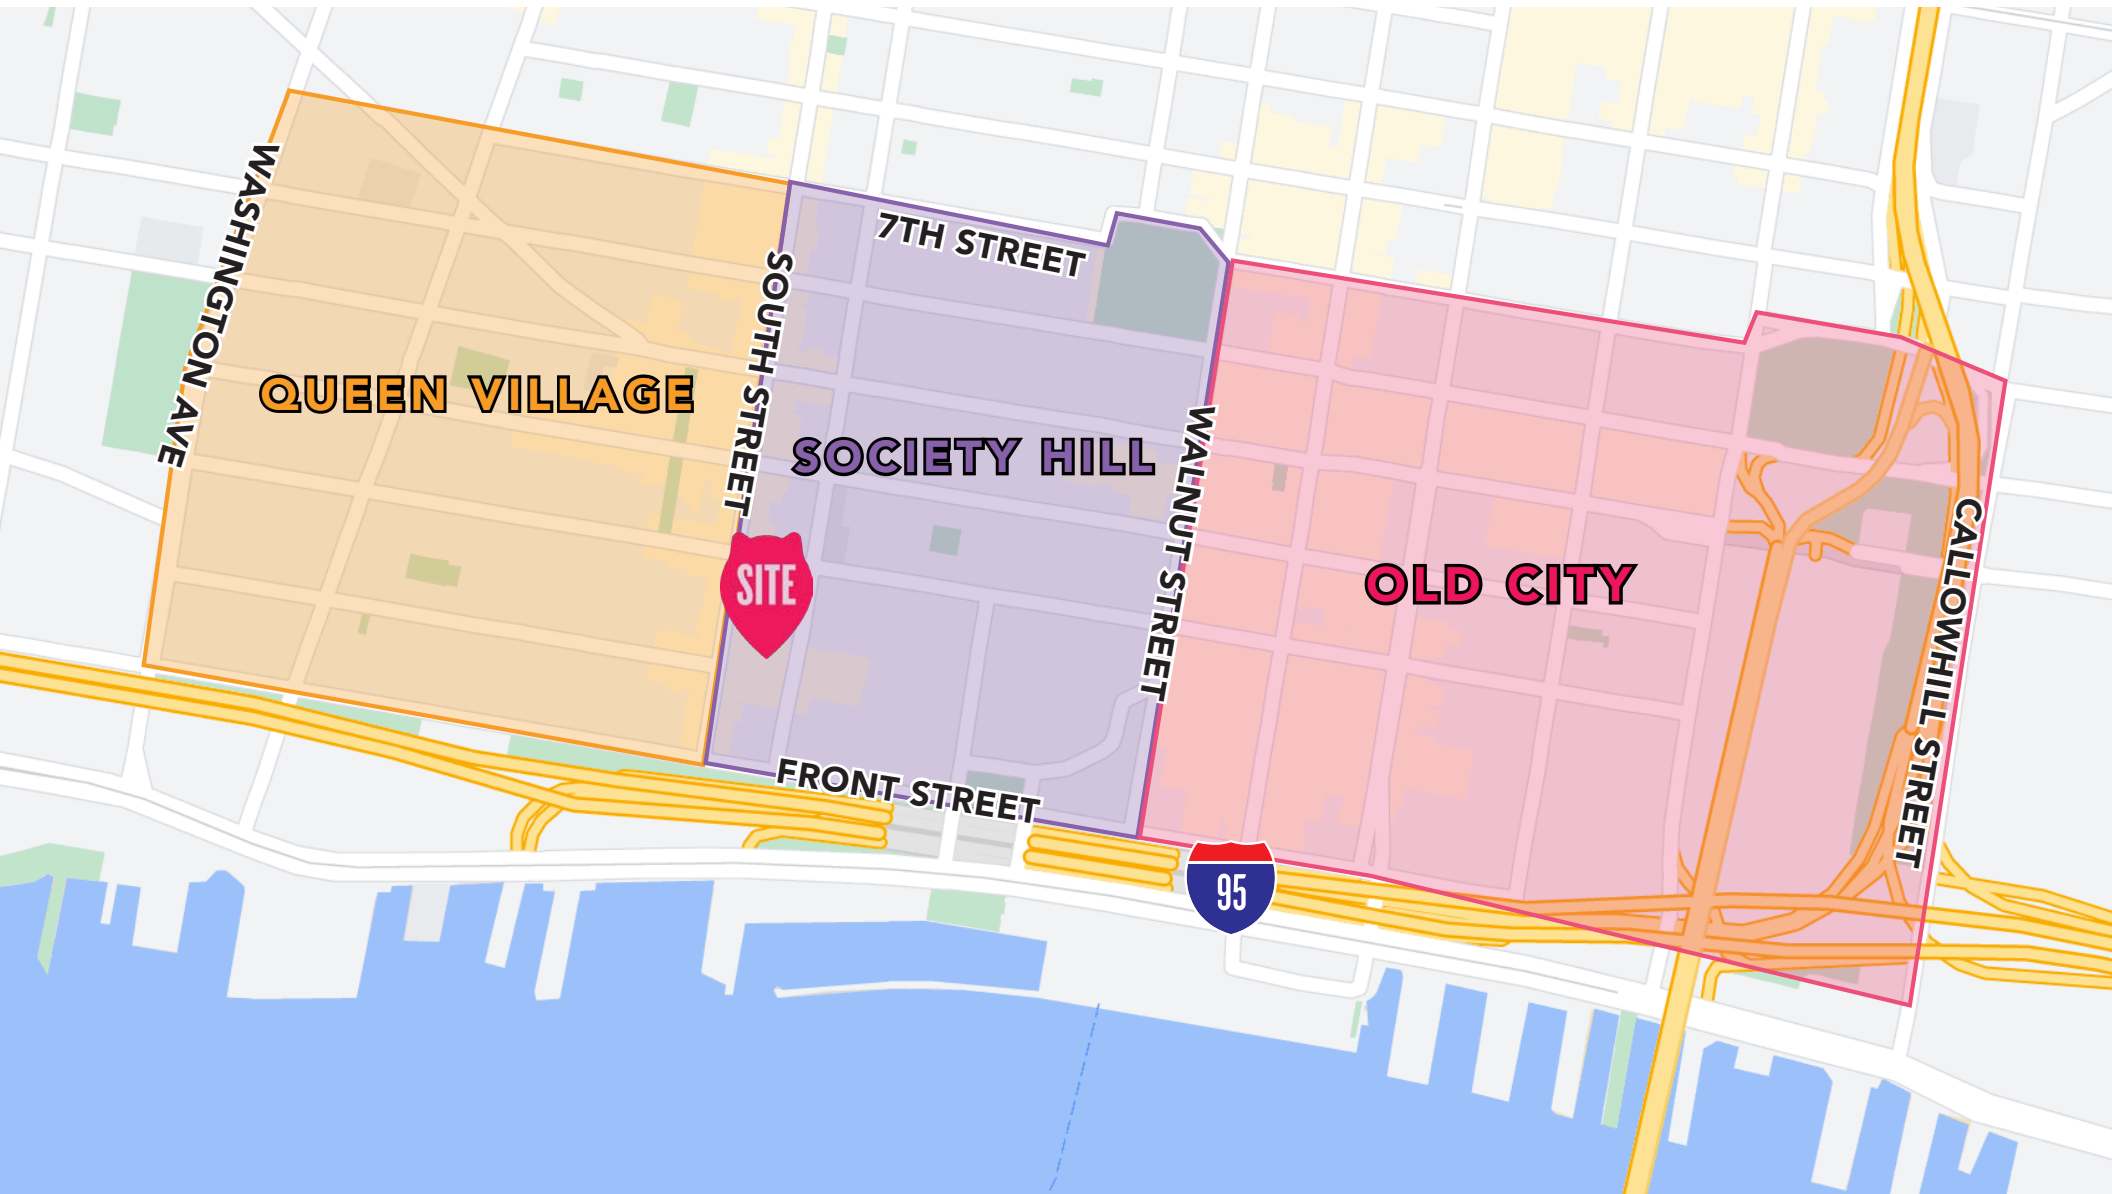 WASHINGTON AVE
7TH STREET
SOUTH STREET
QUEEN VILLAGE
SOCIETY HILL
WALNUT STREET
SITE
OLD CITY
CALLOWHILL STREET
FRONT STREET
95